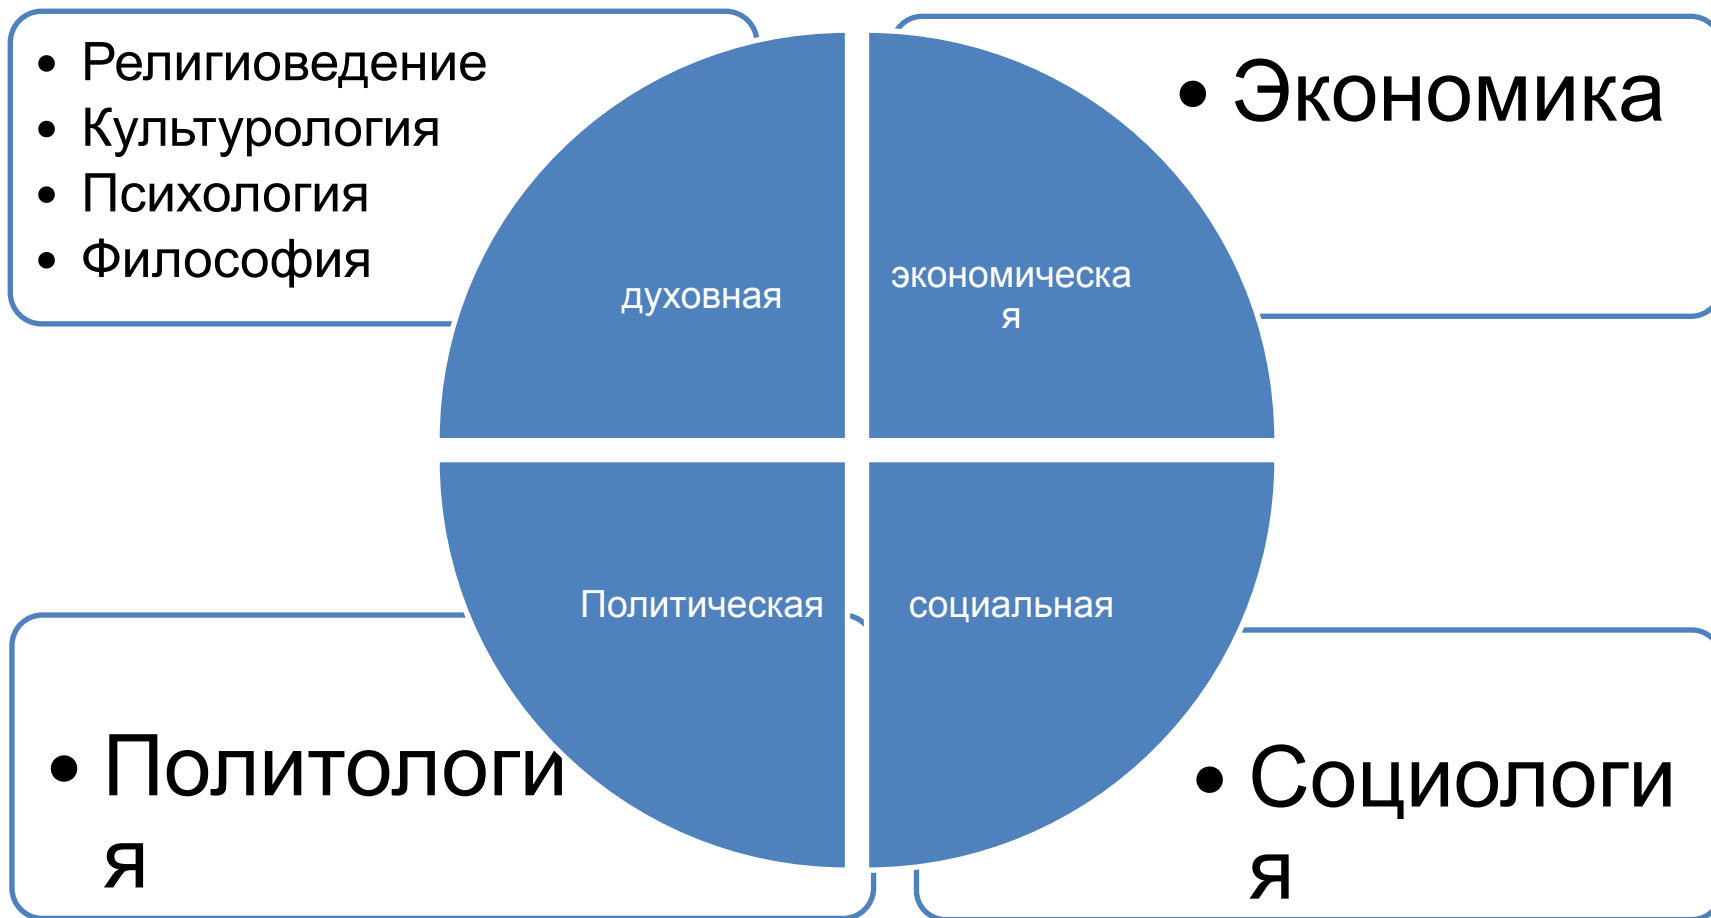 • Религиоведение
• Культурология
• Психология
• Философия
• Экономика
духовная
экономическа
я
Политическая
социальная
• Политологи
я
• Социологи
я